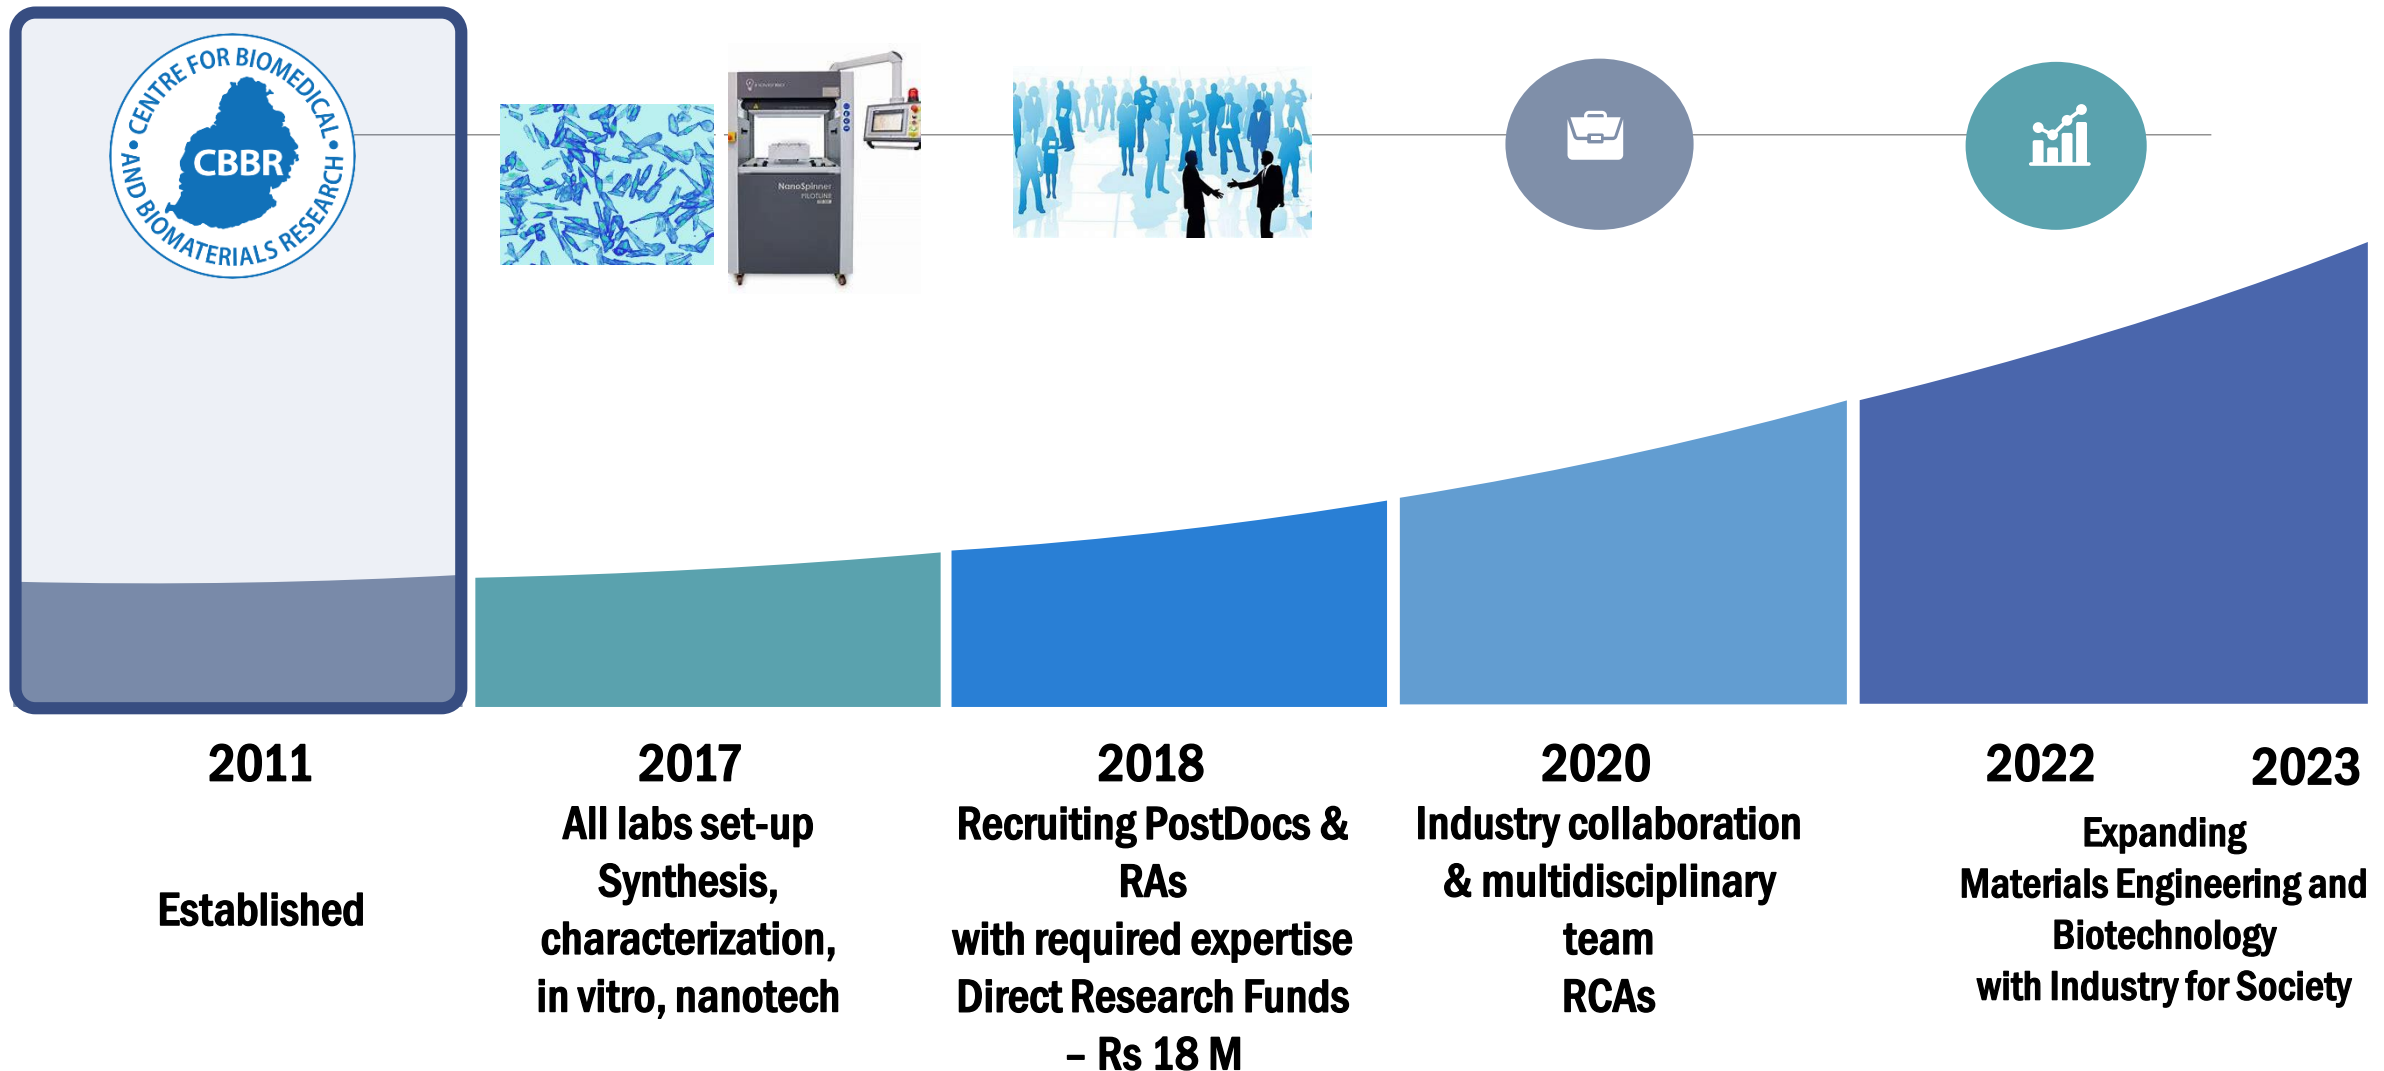 CENTRE FOR BIOMEDICAL
AND BIOMATERIALS RESEARCH
CBBR
NanoSpinner
PILOTLINE
2011
Established
2017
All labs set-up
Synthesis,
characterization,
in vitro, nanotech
2018
Recruiting PostDocs &
RAs
with required expertise
Direct Research Funds
– Rs 18 M
2020
Industry collaboration
& multidisciplinary
team
RCAs
2022
2023
Expanding
Materials Engineering and
Biotechnology
with Industry for Society